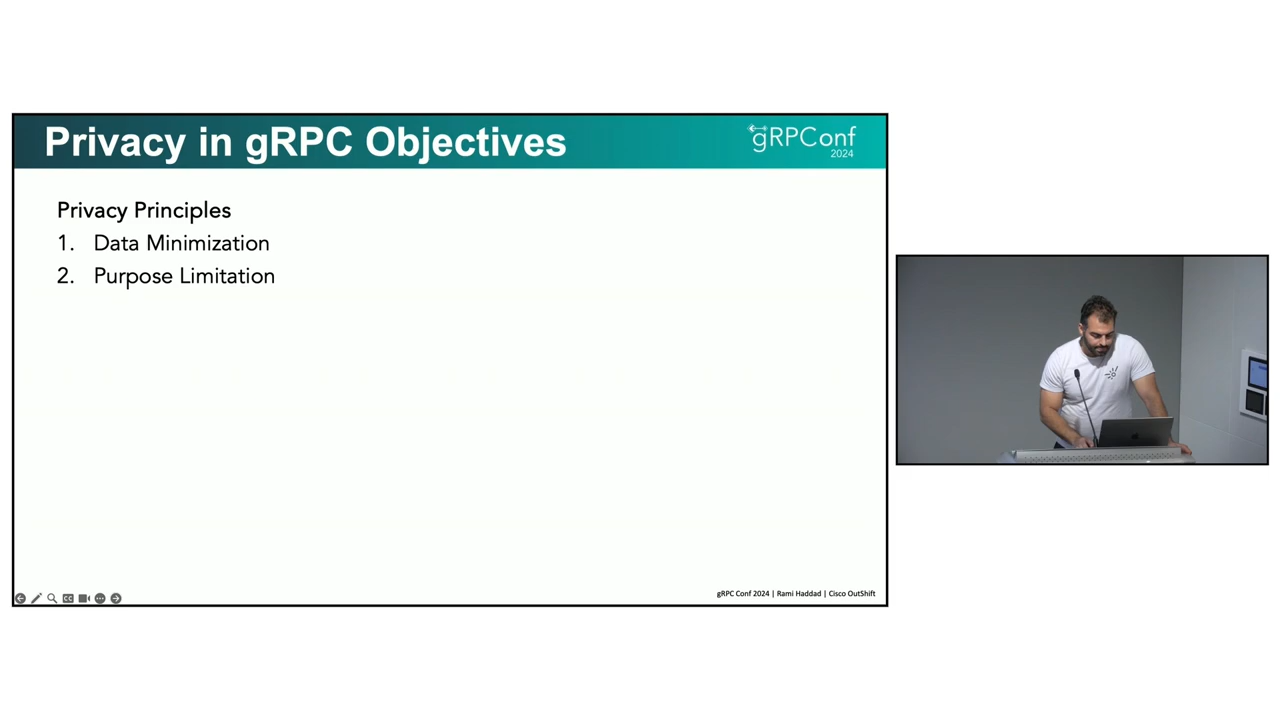 Privacy in gRPC Objectives
gRPConf
2024
Privacy Principles
1. Data Minimization
2. Purpose Limitation
CC
gRPC Conf 2024 | Rami Haddad | Cisco OutShift